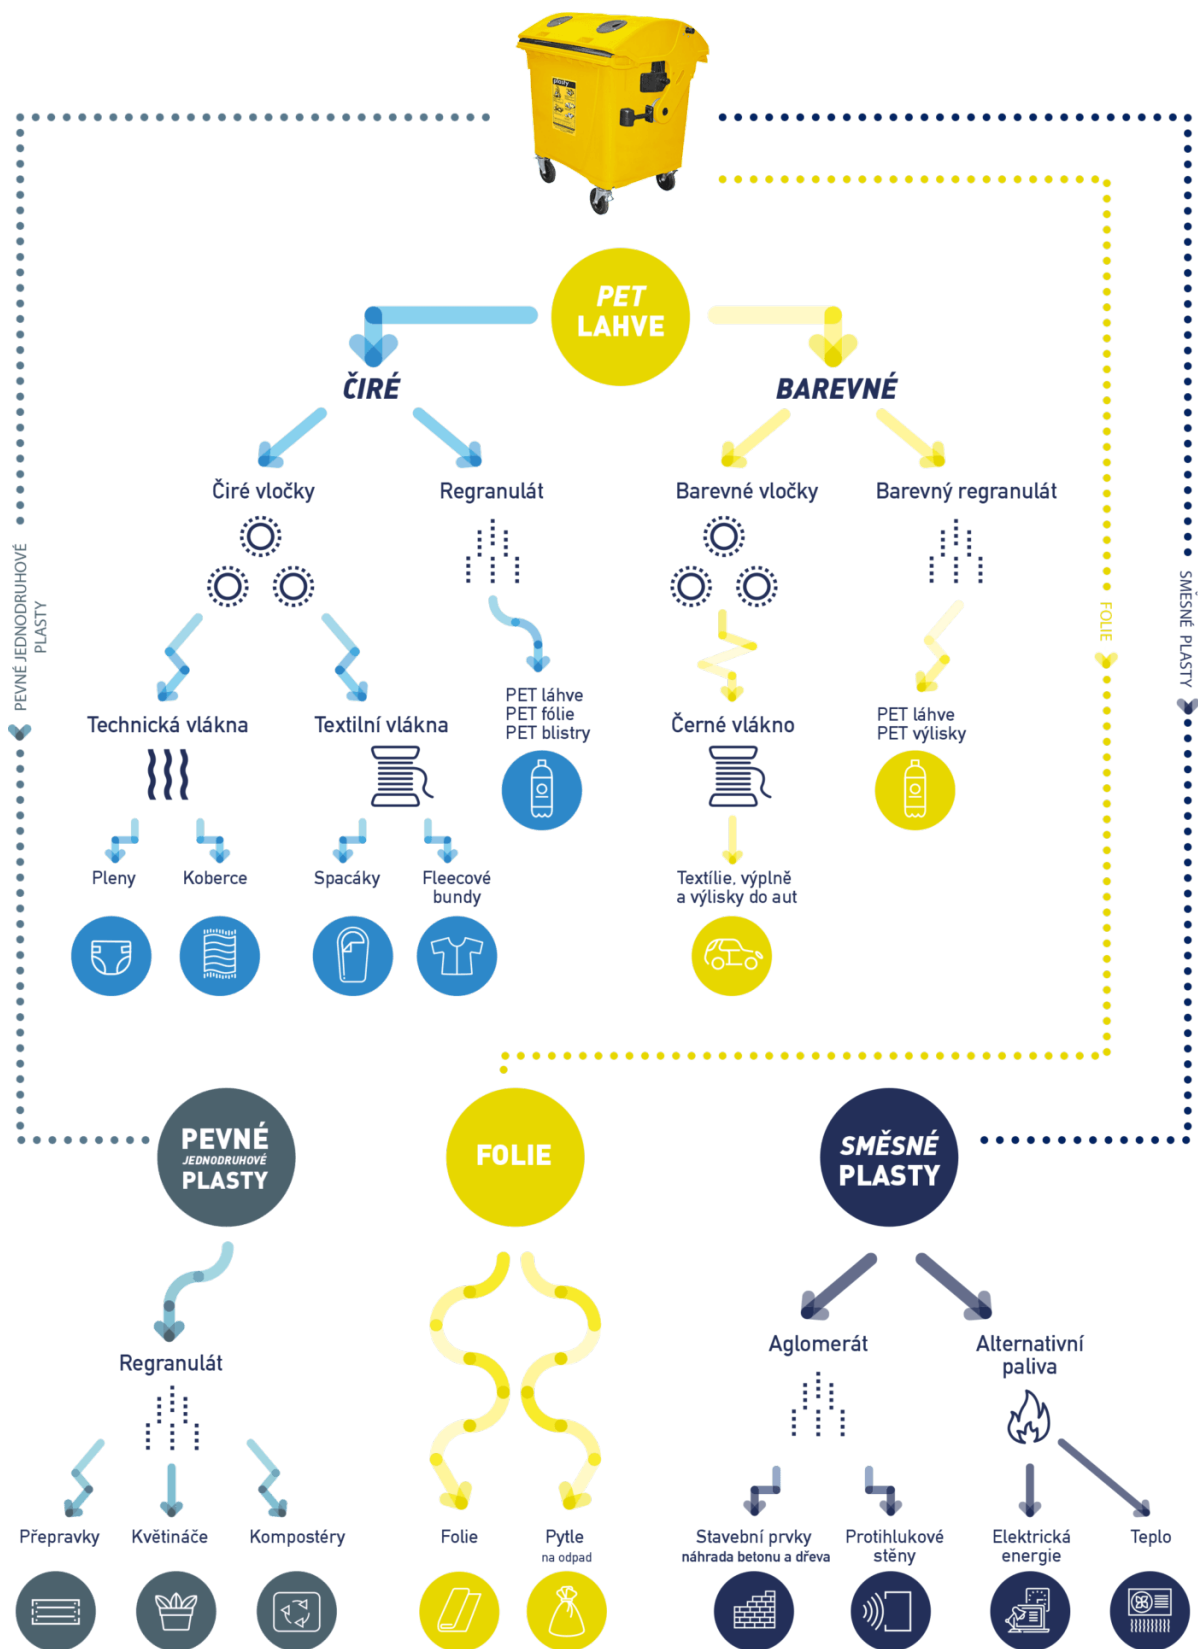 plasty
PET
LAHVE
ČIRÉ
BAREVNÉ
Čiré vločky
Regranulát
Barevné vločky
Barevný regranulát
PEVNÉ JEDNODRUHOVÉ
PLASTY
FOLIE
SMĚSNÉ PLASTY
PET láhve
PET fólie
PET blistry
PET láhve
PET výlisky
Technická vlákna
Textilní vlákna
Černé vlákno
Pleny
Koberce
Spacáky
Fleecové
bundy
Textílie, výplně
a výlisky do aut
PEVNÉ
JEDNODRUHOVÉ
PLASTY
FOLIE
SMĚSNÉ
PLASTY
Regranulát
Aglomerát
Alternativní
paliva
Přepravky
Květináče
Kompostéry
Folie
Pytle
na odpad
Stavební prvky
náhrada betonu a dřeva
Protihlukové
stěny
Elektrická
energie
Teplo